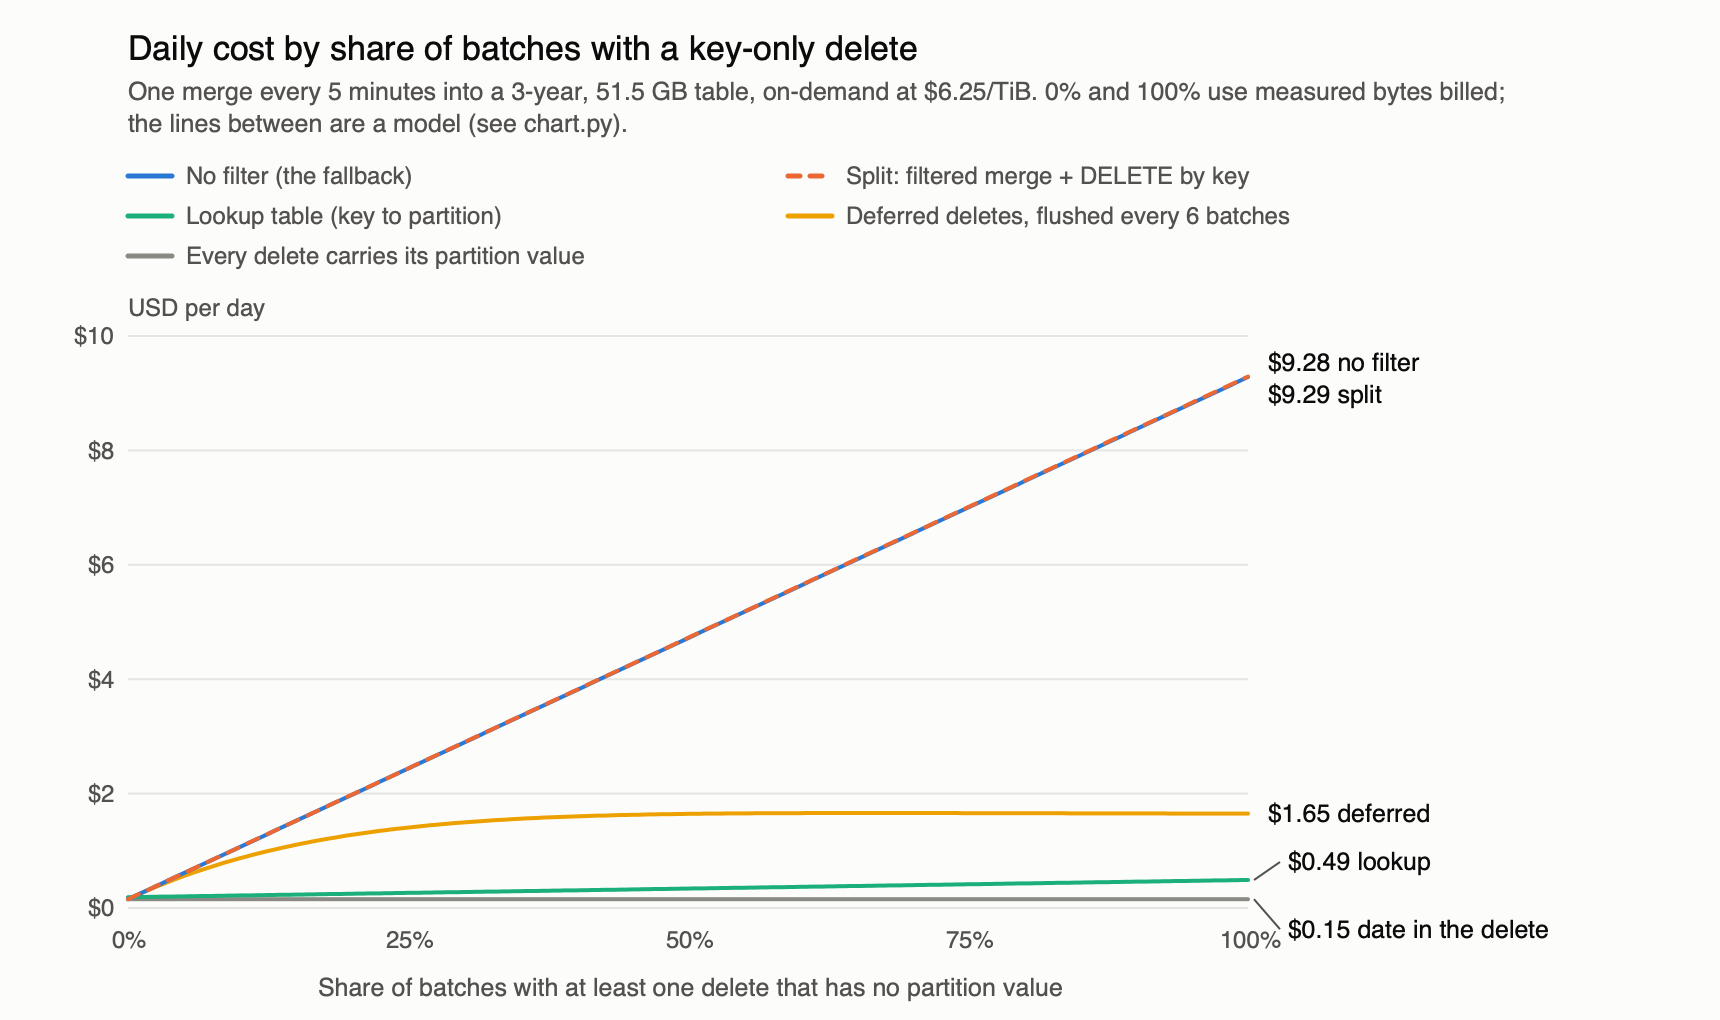 Daily cost by share of batches with a key-only delete
One merge every 5 minutes into a 3-year, 51.5 GB table, on-demand at $6.25/TiB. 0% and 100% use measured bytes billed;
the lines between are a model (see chart.py).
No filter (the fallback)
Split: filtered merge + DELETE by key
Lookup table (key to partition)
Deferred deletes, flushed every 6 batches
Every delete carries its partition value
USD per day
$10
$9.28 no filter
$9.29 split
$8
$6
$4
$2
$1.65 deferred
$0.49 lookup
$0
$0.15 date in the delete
0%
25%
50%
75%
100%
Share of batches with at least one delete that has no partition value